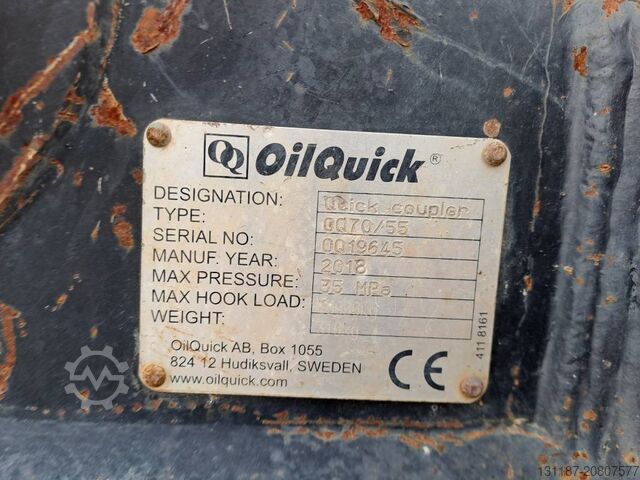 OQ OilQuick®
DESIGNATION: Quick coupler
TYPE: OQ70/55
SERIAL NO: OQ19645
MANUF. YEAR: 2018
MAX PRESSURE: 35 MPa
MAX HOOK LOAD:
WEIGHT:
OilQuick AB, Box 1055
824 12 Hudiksvall, SWEDEN
www.oilquick.com
CE
411 8161
131187-20807577